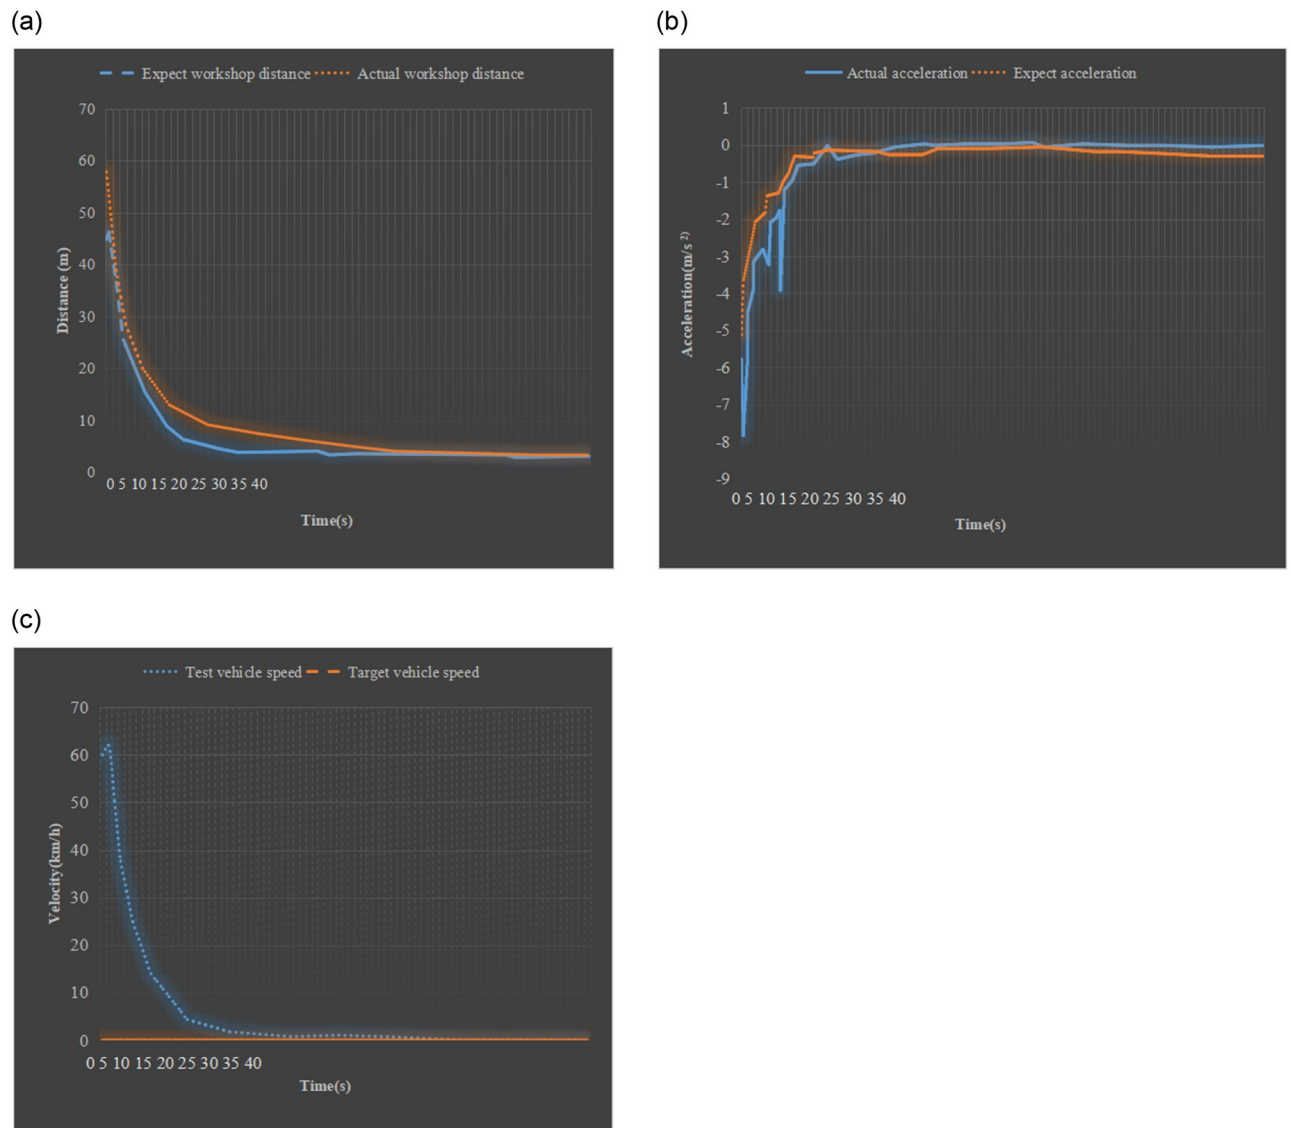 (a)
Expect workshop distance Actual workshop distance
70
60
50
40
30
20
10
0
Distance (m)
0 5 10 15 20 25 30 35 40
Time(s)
(b)
Actual acceleration Expect acceleration
1
0
-1
-2
-3
-4
-5
-6
-7
-8
-9
Acceleration(m/s ²)
0 5 10 15 20 25 30 35 40
Time(s)
(c)
Test vehicle speed Target vehicle speed
70
60
50
40
30
20
10
0
Velocity(km/h)
0 5 10 15 20 25 30 35 40
Time(s)